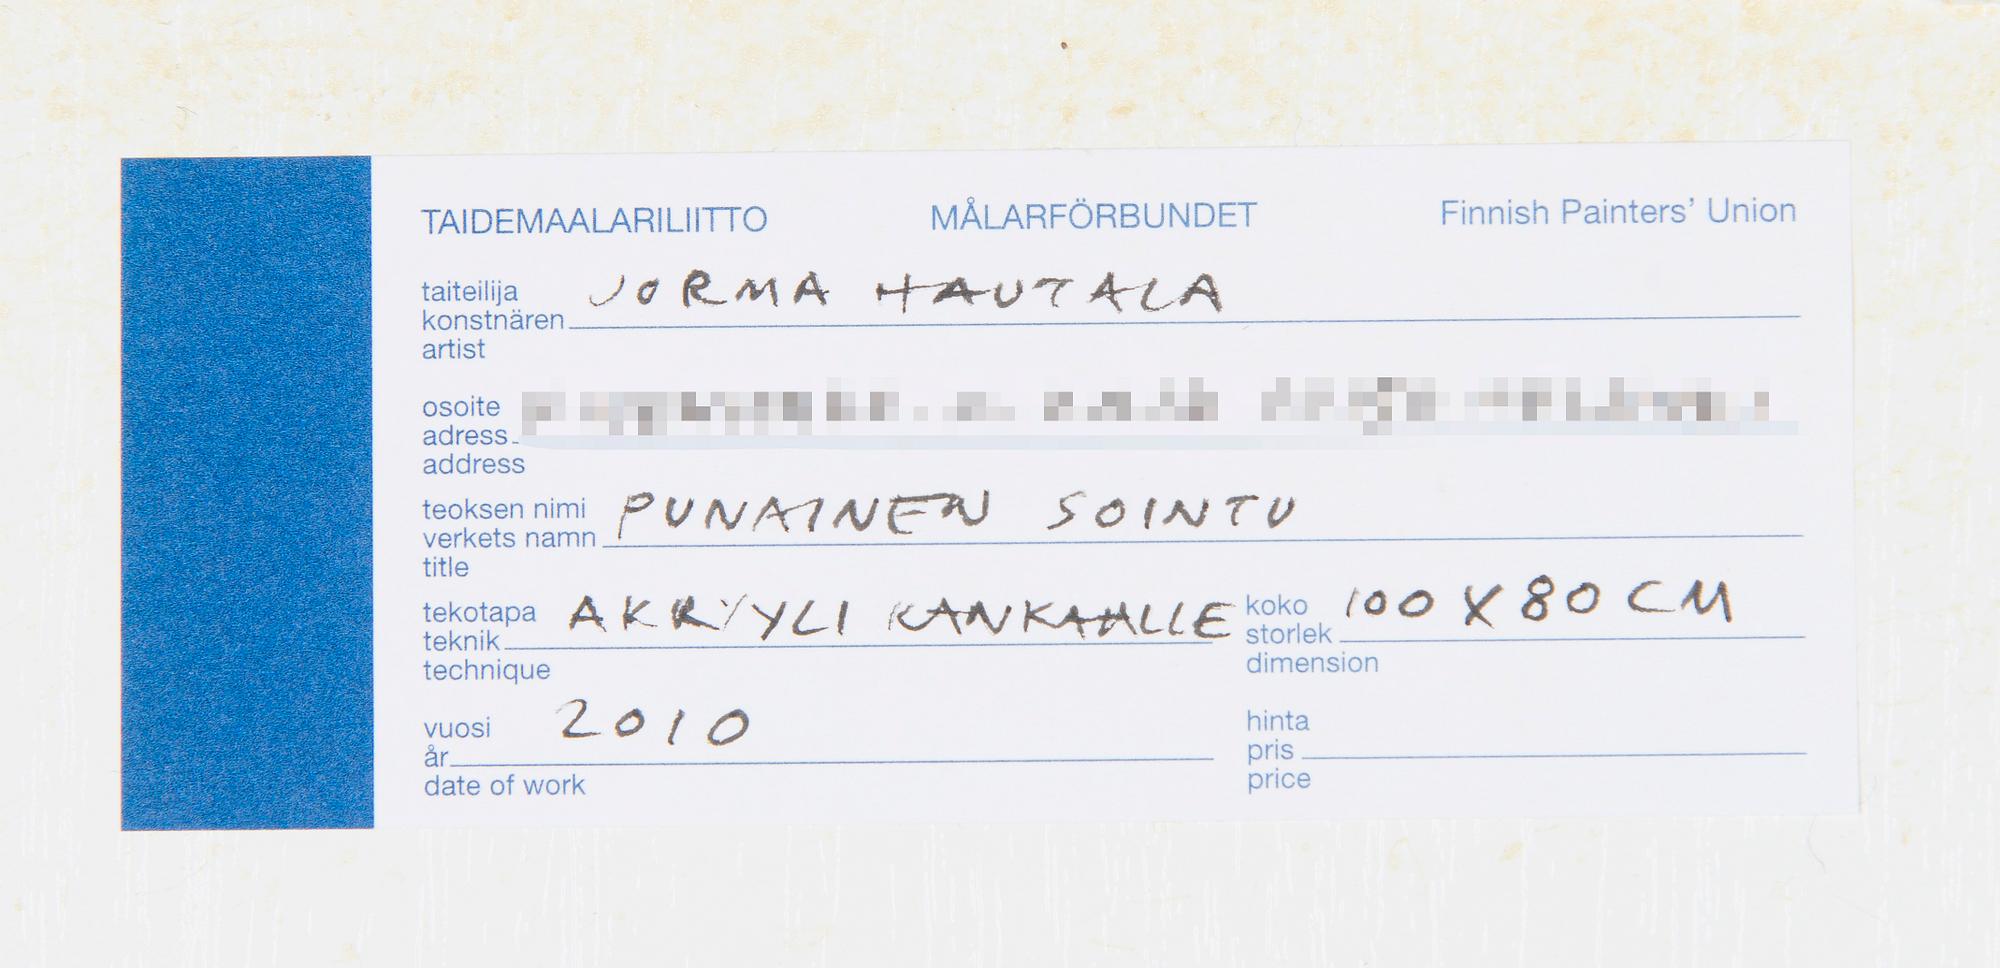 TAIDEMAALARILIITTO MÅLARFÖRBUNDET Finnish Painters' Union
taiteilija JORMA HAUTALA
konstnären
artist
osoite
adress
address
teoksen nimi PUNAINEN SOINTU
verkets namn
title
tekotapa AKRYYLI KANKAALLE koko 100 X 80 CM
teknik storlek
technique dimension
vuosi 2010 hinta
år pris
date of work price